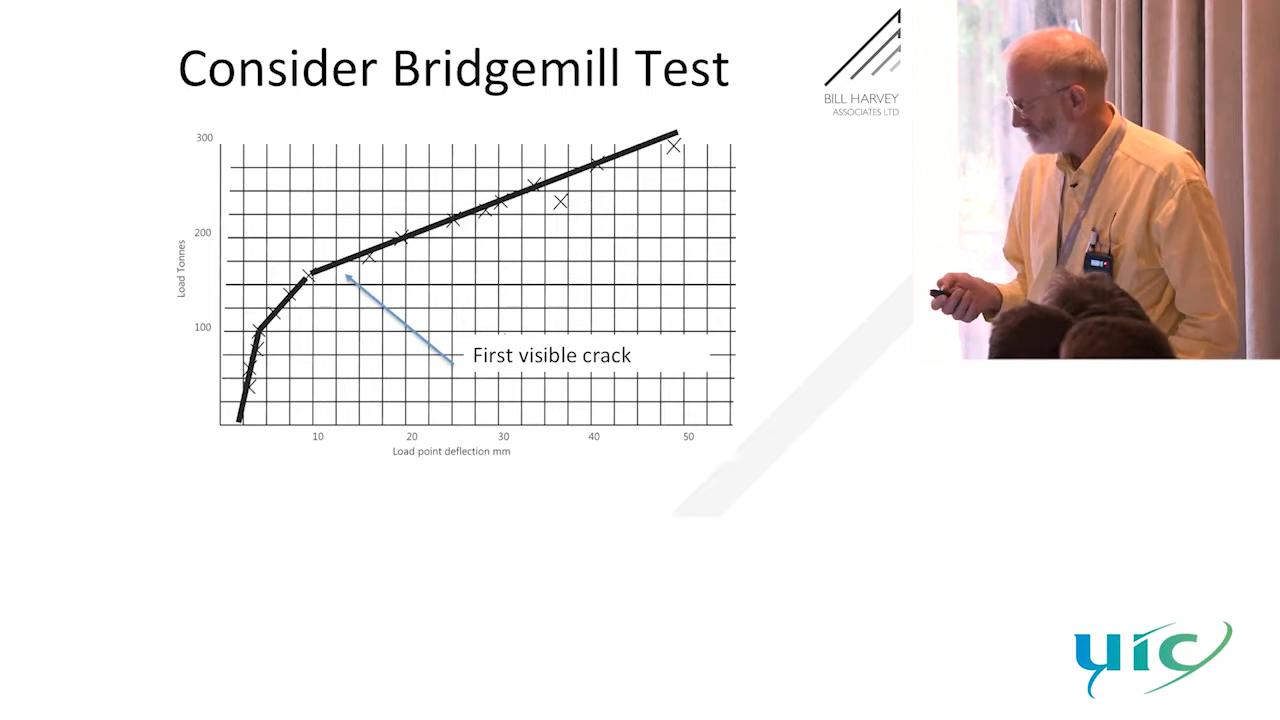 Consider Bridgemill Test
BILL HARVEY
ASSOCIATES LTD
300
200
100
Load Tonnes
First visible crack
10 20 30 40 50
Load point deflection mm
uic